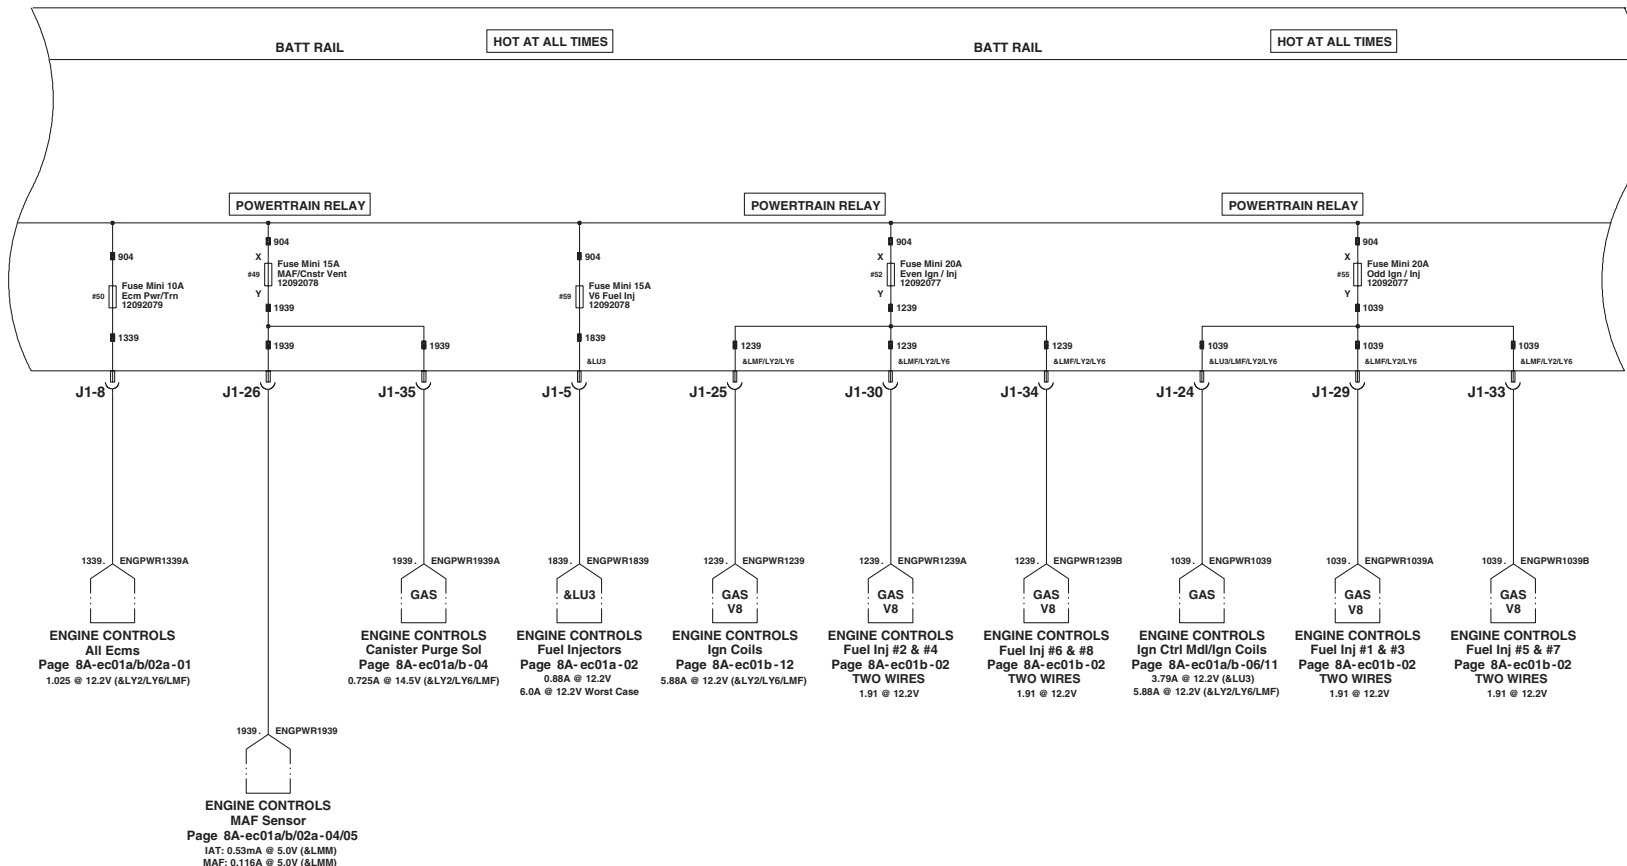 BATT RAIL
HOT AT ALL TIMES
BATT RAIL
HOT AT ALL TIMES
POWERTRAIN RELAY
POWERTRAIN RELAY
POWERTRAIN RELAY
904
#50
Fuse Mini 10A
Ecm Pwr/Trn
12092079
1339
904
X
#49
Fuse Mini 15A
MAF/Cnstr Vent
12092078
Y
1939
1939
1939
904
#59
Fuse Mini 15A
V6 Fuel Inj
12092078
1839
&LU3
904
X
#52
Fuse Mini 20A
Even Ign / Inj
12092077
Y
1239
1239
&LMF/LY2/LY6
1239
&LMF/LY2/LY6
1239
&LMF/LY2/LY6
904
X
#55
Fuse Mini 20A
Odd Ign / Inj
12092077
Y
1039
1039
&LU3/LMF/LY2/LY6
1039
&LMF/LY2/LY6
1039
&LMF/LY2/LY6
J1-8
J1-26
J1-35
J1-5
J1-25
J1-30
J1-34
J1-24
J1-29
J1-33
1339. ENGPWR1339A
ENGINE CONTROLS
All Ecms
Page 8A-ec01a/b/02a-01
1.025 @ 12.2V (&LY2/LY6/LMF)
1939. ENGPWR1939
ENGINE CONTROLS
MAF Sensor
Page 8A-ec01a/b/02a-04/05
IAT: 0.53mA @ 5.0V (&LMM)
MAF: 0.116A @ 5.0V (&LMM)
1939. ENGPWR1939A
GAS
ENGINE CONTROLS
Canister Purge Sol
Page 8A-ec01a/b-04
0.725A @ 14.5V (&LY2/LY6/LMF)
1839. ENGPWR1839
&LU3
ENGINE CONTROLS
Fuel Injectors
Page 8A-ec01a-02
0.88A @ 12.2V
6.0A @ 12.2V Worst Case
1239. ENGPWR1239
GAS
V8
ENGINE CONTROLS
Ign Coils
Page 8A-ec01b-12
5.88A @ 12.2V (&LY2/LY6/LMF)
1239. ENGPWR1239A
GAS
V8
ENGINE CONTROLS
Fuel Inj #2 & #4
Page 8A-ec01b-02
TWO WIRES
1.91 @ 12.2V
1239. ENGPWR1239B
GAS
V8
ENGINE CONTROLS
Fuel Inj #6 & #8
Page 8A-ec01b-02
TWO WIRES
1.91 @ 12.2V
1039. ENGPWR1039
GAS
ENGINE CONTROLS
Ign Ctrl Mdl/Ign Coils
Page 8A-ec01a/b-06/11
3.79A @ 12.2V (&LU3)
5.88A @ 12.2V (&LY2/LY6/LMF)
1039. ENGPWR1039A
GAS
V8
ENGINE CONTROLS
Fuel Inj #1 & #3
Page 8A-ec01b-02
TWO WIRES
1.91 @ 12.2V
1039. ENGPWR1039B
GAS
V8
ENGINE CONTROLS
Fuel Inj #5 & #7
Page 8A-ec01b-02
TWO WIRES
1.91 @ 12.2V